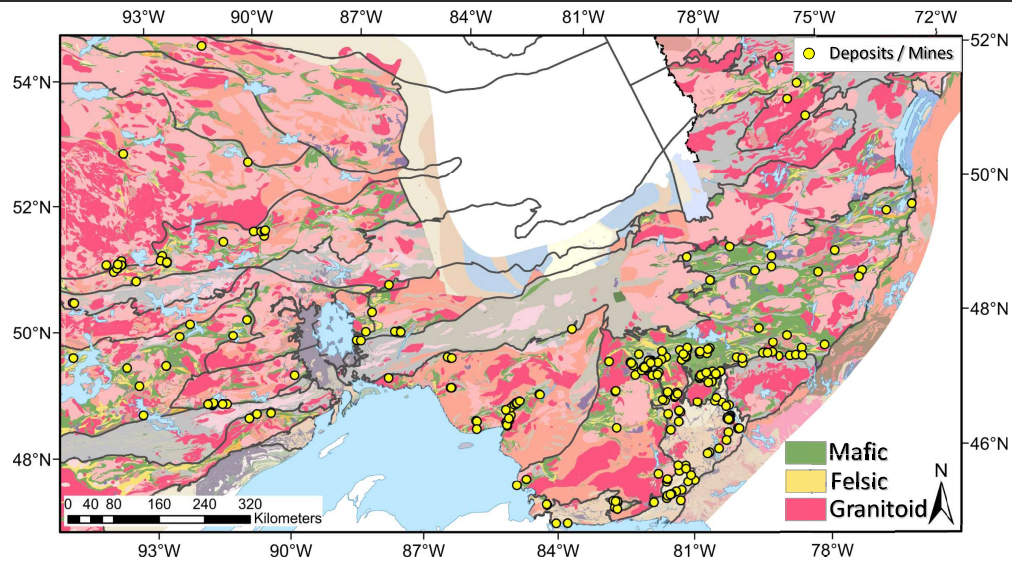 93°W 90°W 87°W 84°W 81°W 78°W 75°W 72°W
52°N
Deposits / Mines
54°N
50°N
52°N
48°N
50°N
46°N
48°N
Mafic
Felsic
Granitoid
N
0 40 80 160 240 320
Kilometers
93°W 90°W 87°W 84°W 81°W 78°W